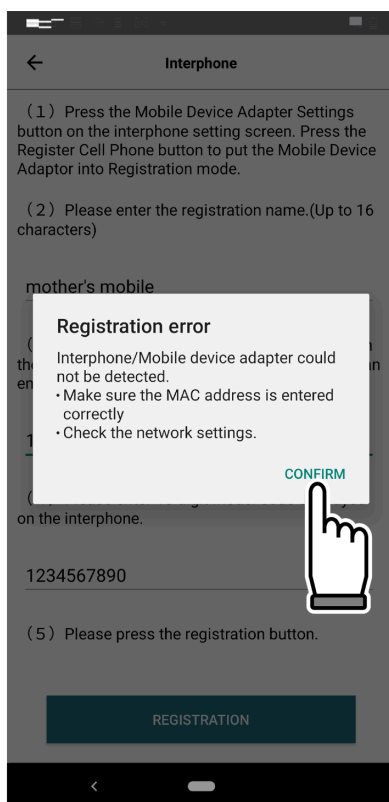 Interphone
（1）Press the Mobile Device Adapter Settings
button on the interphone setting screen. Press the
Register Cell Phone button to put the Mobile Device
Adaptor into Registration mode.
（2）Please enter the registration name.(Up to 16
characters)
mother's mobile
Registration error
Interphone/Mobile device adapter could
not be detected.
・Make sure the MAC address is entered
correctly
・Check the network settings.
CONFIRM
on the interphone.
1234567890
（5）Please press the registration button.
REGISTRATION